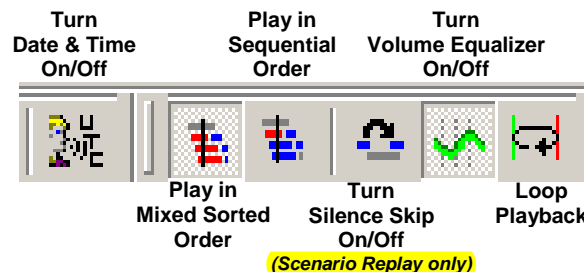 Turn
Date & Time
On/Off
Play in
Sequential
Order
Turn
Volume Equalizer
On/Off
UTC
Play in
Mixed Sorted
Order
Turn
Silence Skip
On/Off
(Scenario Replay only)
Loop
Playback